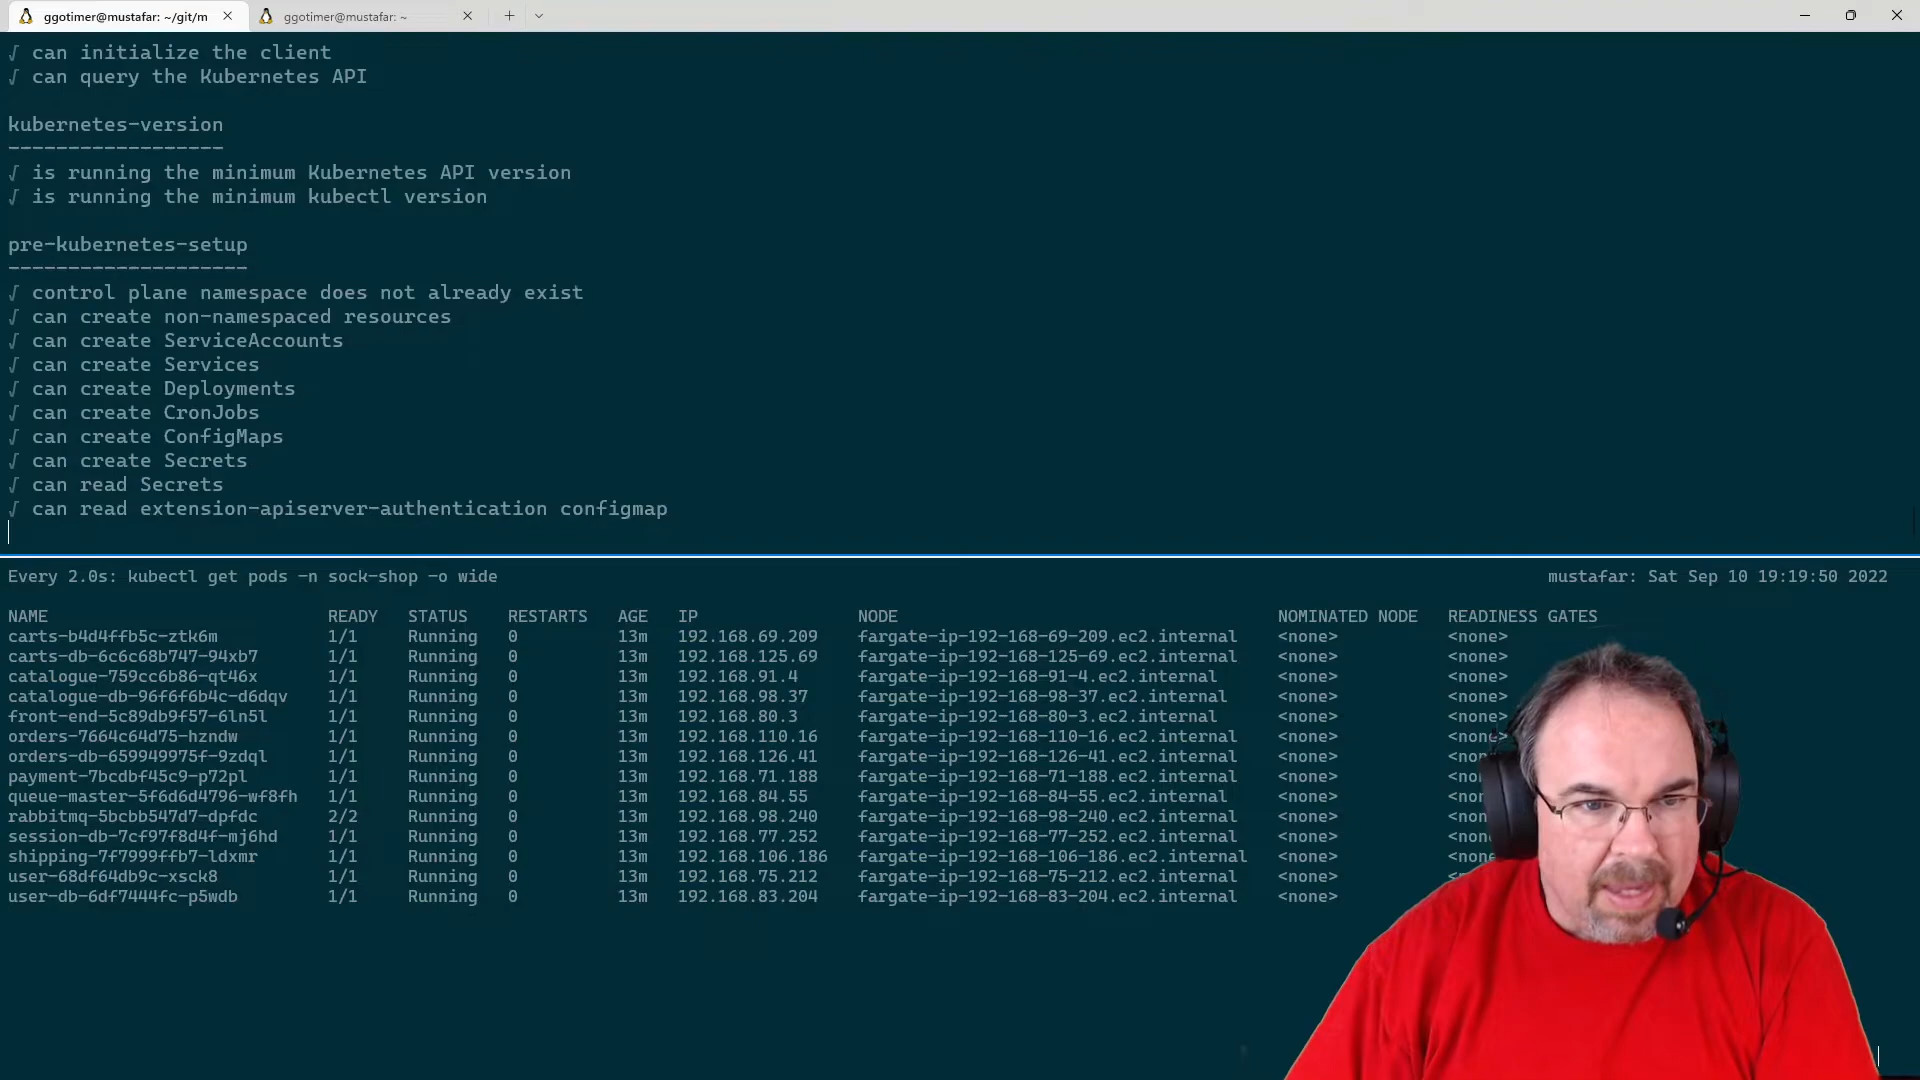 ggotimer@mustafar: ~/git/m
ggotimer@mustafar: ~
√ can initialize the client
√ can query the Kubernetes API
kubernetes-version
------------------
√ is running the minimum Kubernetes API version
√ is running the minimum kubectl version
pre-kubernetes-setup
--------------------
√ control plane namespace does not already exist
√ can create non-namespaced resources
√ can create ServiceAccounts
√ can create Services
√ can create Deployments
√ can create CronJobs
√ can create ConfigMaps
√ can create Secrets
√ can read Secrets
√ can read extension-apiserver-authentication configmap
Every 2.0s: kubectl get pods -n sock-shop -o wide mustafar: Sat Sep 10 19:19:50 2022
NAME READY STATUS RESTARTS AGE IP NODE NOMINATED NODE READINESS GATES
carts-b4d4ffb5c-ztk6m 1/1 Running 0 13m 192.168.69.209 fargate-ip-192-168-69-209.ec2.internal <none> <none>
carts-db-6c6c68b747-94xb7 1/1 Running 0 13m 192.168.125.69 fargate-ip-192-168-125-69.ec2.internal <none> <none>
catalogue-759cc6b86-qt46x 1/1 Running 0 13m 192.168.91.4 fargate-ip-192-168-91-4.ec2.internal <none> <none>
catalogue-db-96f6f6b4c-d6dqv 1/1 Running 0 13m 192.168.98.37 fargate-ip-192-168-98-37.ec2.internal <none> <none>
front-end-5c89db9f57-6ln5l 1/1 Running 0 13m 192.168.80.3 fargate-ip-192-168-80-3.ec2.internal <none> <none>
orders-7664c64d75-hzndw 1/1 Running 0 13m 192.168.110.16 fargate-ip-192-168-110-16.ec2.internal <none> <none>
orders-db-659949975f-9zdql 1/1 Running 0 13m 192.168.126.41 fargate-ip-192-168-126-41.ec2.internal <none>
payment-7bcdbf45c9-p72pl 1/1 Running 0 13m 192.168.71.188 fargate-ip-192-168-71-188.ec2.internal <none>
queue-master-5f6d6d4796-wf8fh 1/1 Running 0 13m 192.168.84.55 fargate-ip-192-168-84-55.ec2.internal <none>
rabbitmq-5bcbb547d7-dpfdc 2/2 Running 0 13m 192.168.98.240 fargate-ip-192-168-98-240.ec2.internal <none>
session-db-7cf97f8d4f-mj6hd 1/1 Running 0 13m 192.168.77.252 fargate-ip-192-168-77-252.ec2.internal <none>
shipping-7f7999ffb7-ldxmr 1/1 Running 0 13m 192.168.106.186 fargate-ip-192-168-106-186.ec2.internal <none>
user-68df64db9c-xsck8 1/1 Running 0 13m 192.168.75.212 fargate-ip-192-168-75-212.ec2.internal <none>
user-db-6df7444fc-p5wdb 1/1 Running 0 13m 192.168.83.204 fargate-ip-192-168-83-204.ec2.internal <none>